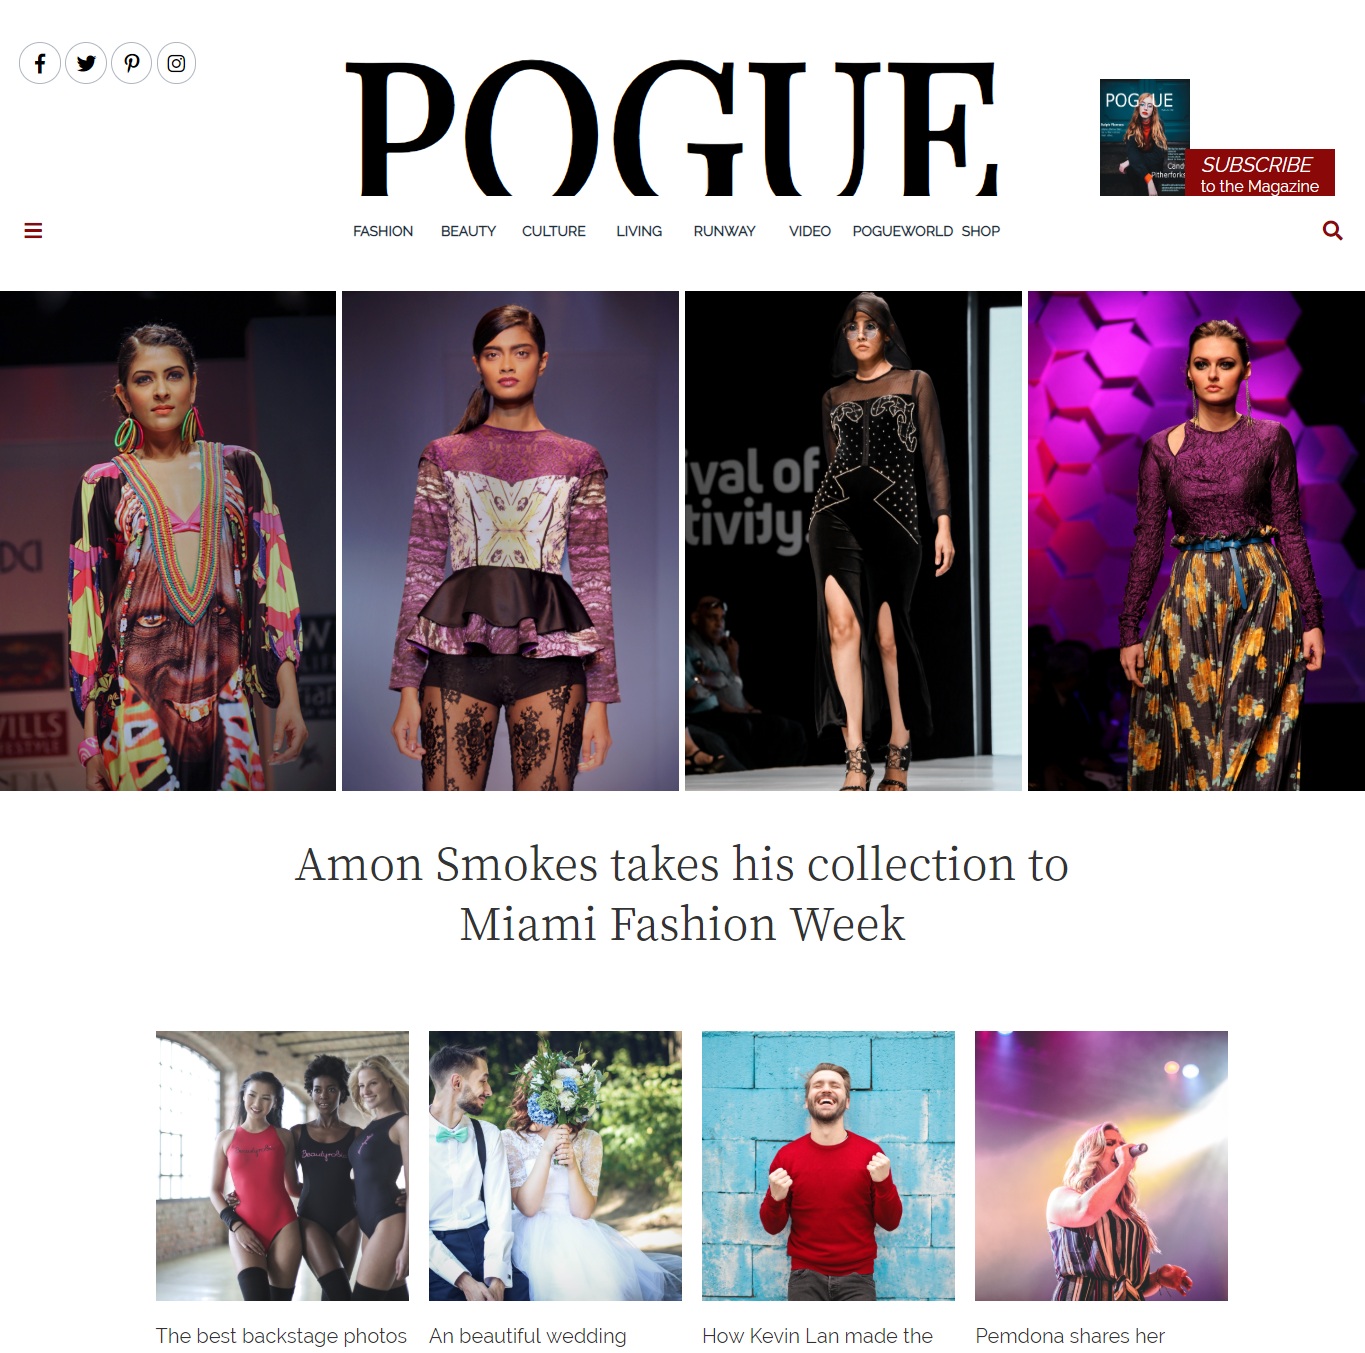 POGUE
POGUE
SUBSCRIBE
to the Magazine
FASHION BEAUTY CULTURE LIVING RUNWAY VIDEO POGUEWORLD SHOP
ival of
tivity.
WILLS
Amon Smokes takes his collection to
Miami Fashion Week
The best backstage photos
An beautiful wedding
How Kevin Lan made the
Pemdona shares her